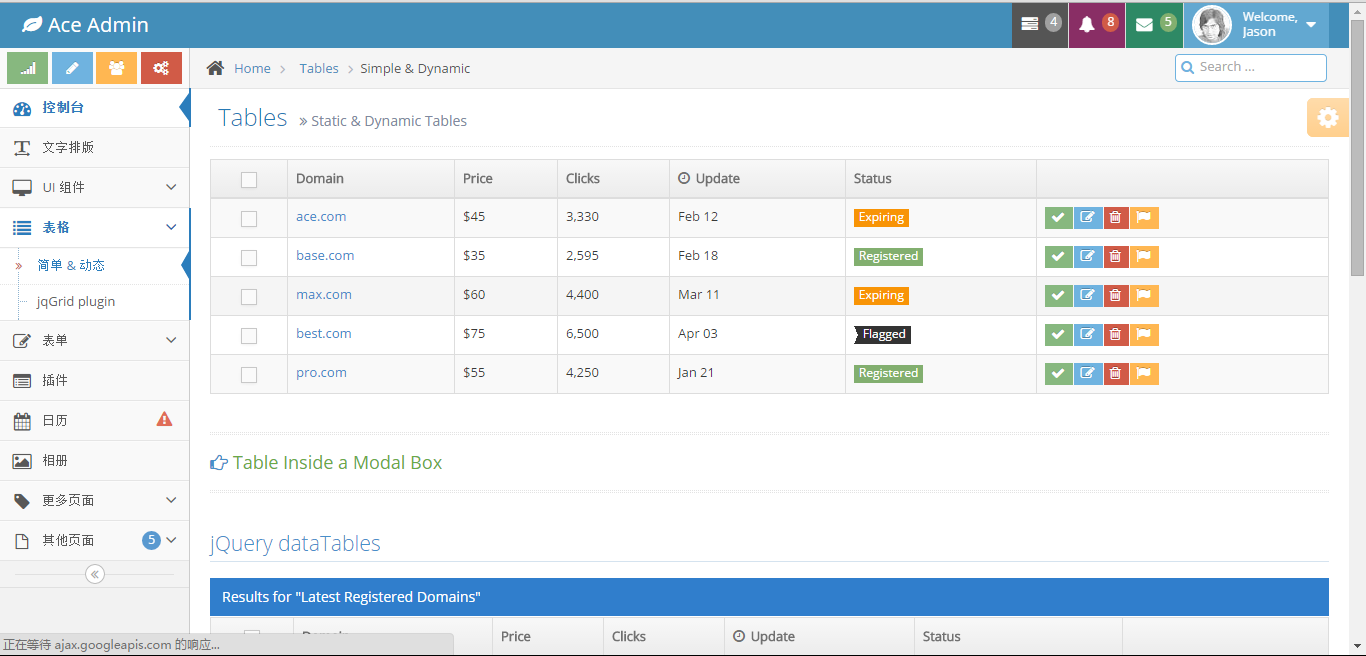 Ace Admin
4
8
5
Welcome,
Jason
Home
Tables
Simple & Dynamic
Search ...
控制台
文字排版
UI 组件
表格
简单 & 动态
jqGrid plugin
表单
插件
日历
相册
更多页面
其他页面 5
Tables » Static & Dynamic Tables
Domain Price Clicks Update Status
ace.com $45 3,330 Feb 12 Expiring
base.com $35 2,595 Feb 18 Registered
max.com $60 4,400 Mar 11 Expiring
best.com $75 6,500 Apr 03 Flagged
pro.com $55 4,250 Jan 21 Registered
Table Inside a Modal Box
jQuery dataTables
Results for "Latest Registered Domains"
Price Clicks Update Status
正在等待 ajax.googleapis.com 的响应...